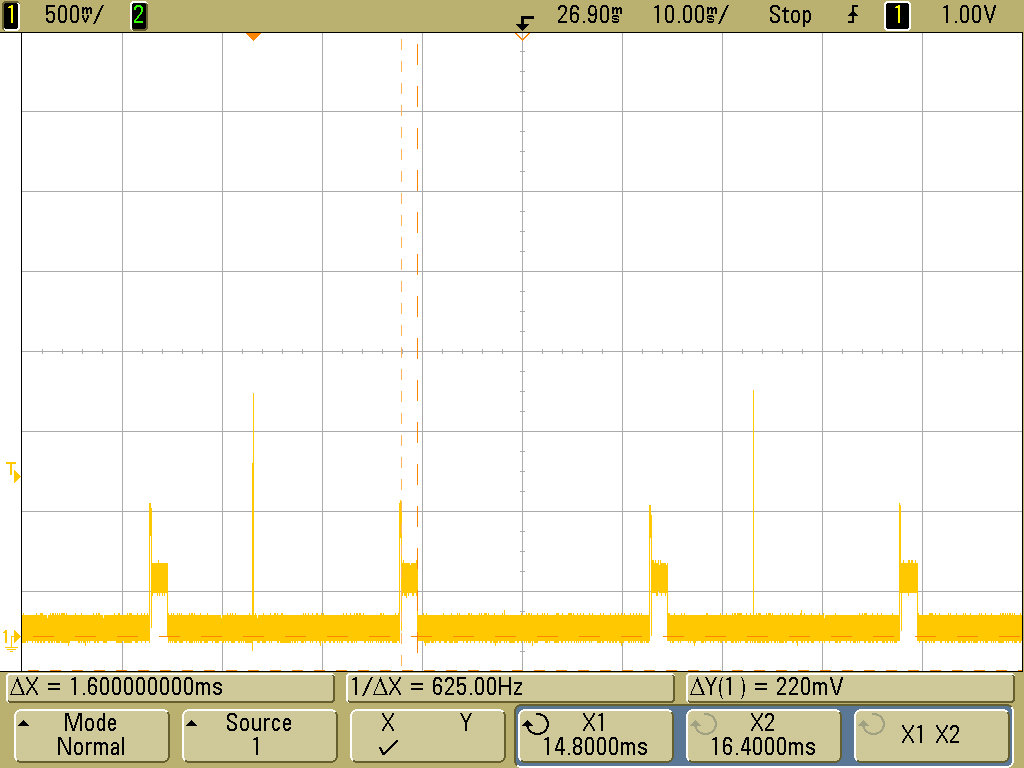 1 500m/ 2 26.90ms 10.00ms/ Stop 1 1.00V
T
1
ΔX = 1.600000000ms 1/ΔX = 625.00Hz ΔY(1) = 220mV
Mode Source X Y X1 X2 X1 X2
Normal 1 14.8000ms 16.4000ms